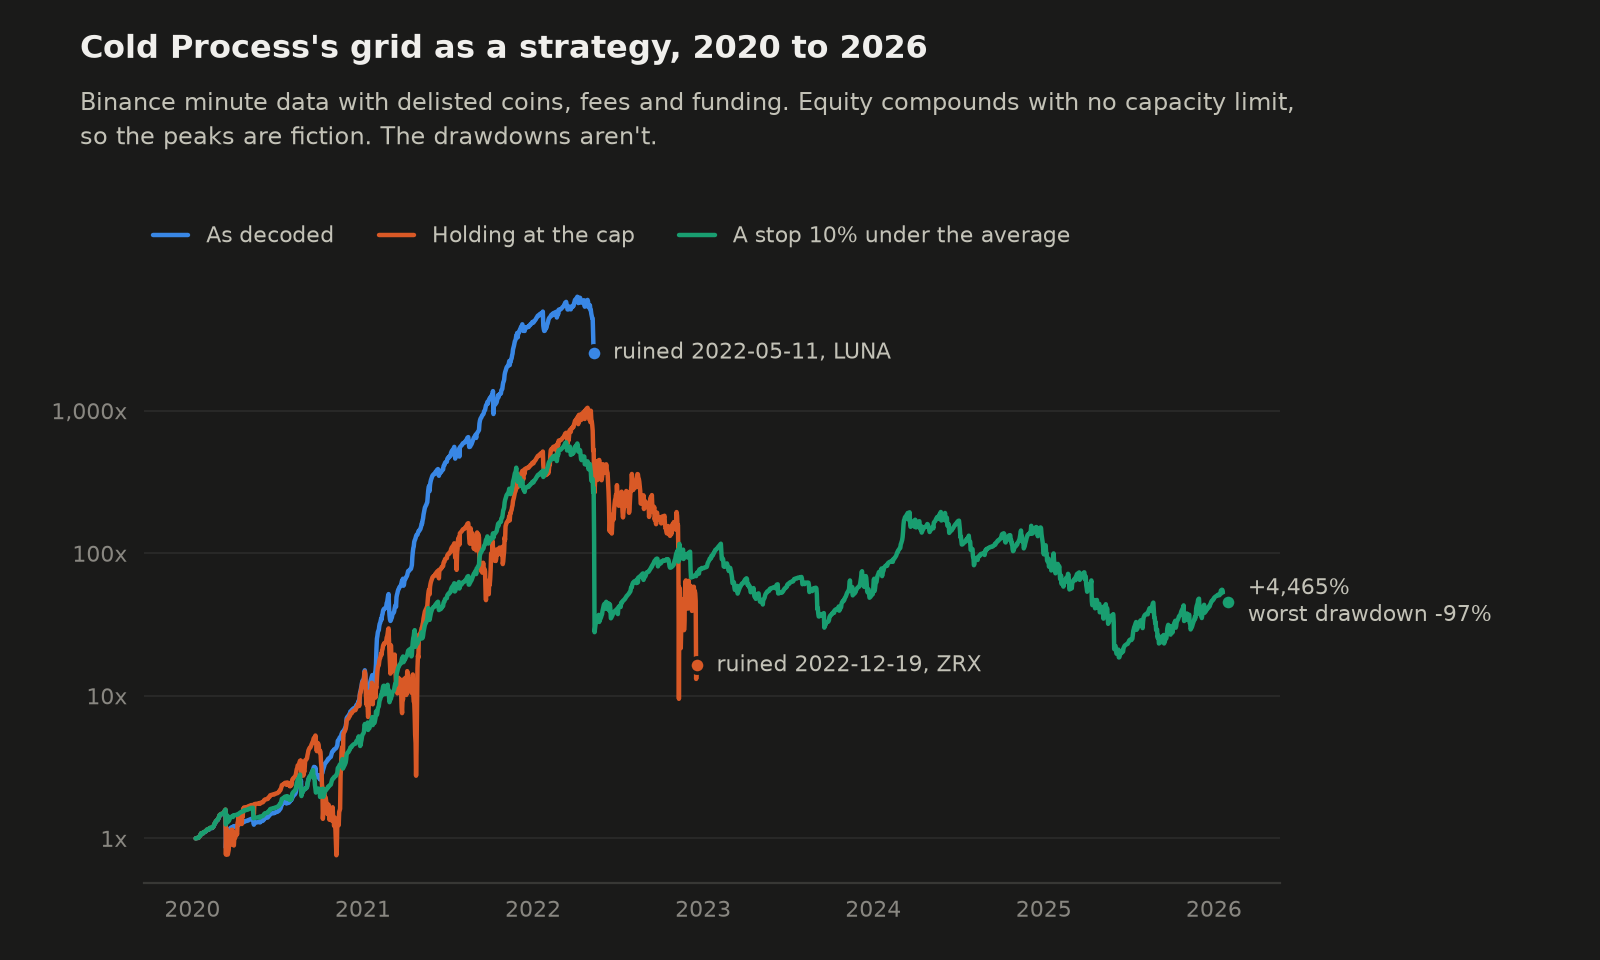 Cold Process's grid as a strategy, 2020 to 2026
Binance minute data with delisted coins, fees and funding. Equity compounds with no capacity limit,
so the peaks are fiction. The drawdowns aren't.
As decoded
Holding at the cap
A stop 10% under the average
ruined 2022-05-11, LUNA
1,000x
100x
+4,465%
worst drawdown -97%
ruined 2022-12-19, ZRX
10x
1x
2020
2021
2022
2023
2024
2025
2026